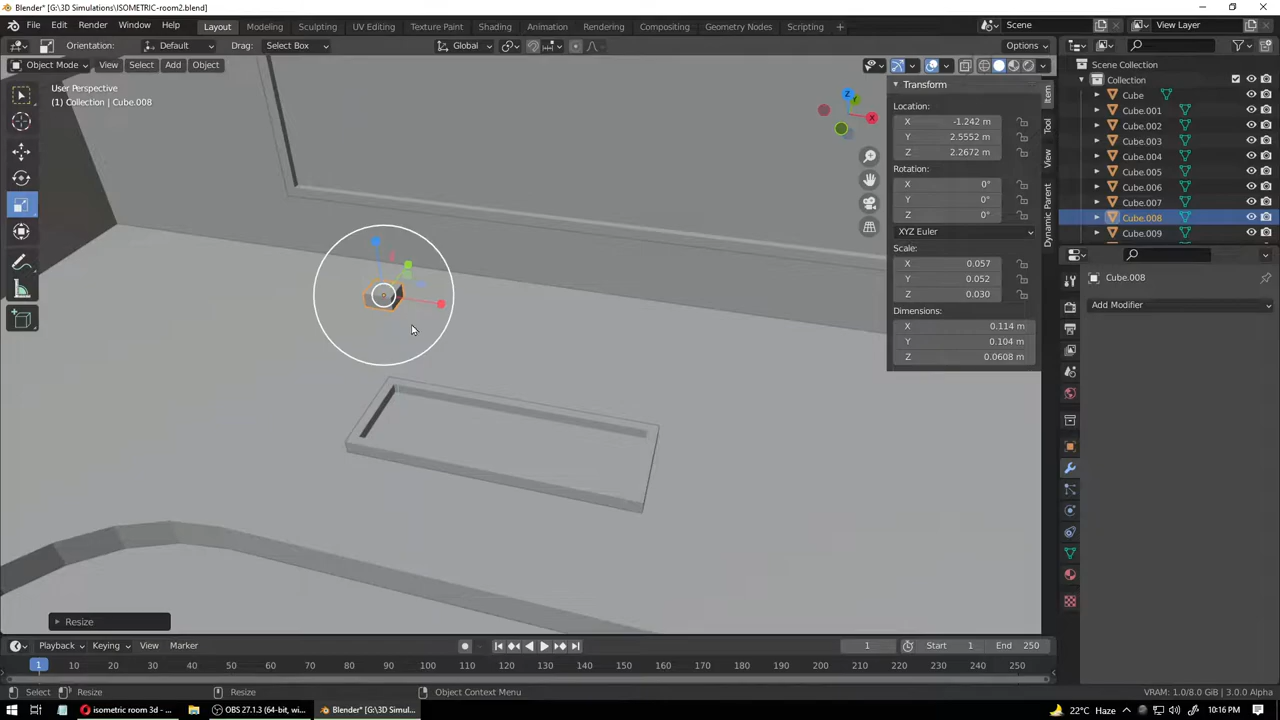 Blender* [G:\3D Simulations\ISOMETRIC-room2.blend]
File Edit Render Window Help Layout Modeling Sculpting UV Editing Texture Paint Shading Animation Rendering Compositing Geometry Nodes Scripting + Scene View Layer
Orientation: Default Drag: Select Box Global Options
Object Mode View Select Add Object
User Perspective
(1) Collection | Cube.008
Z
Y
X
Transform
Location:
X -1.242 m
Y 2.5552 m
Z 2.2672 m
Rotation:
X 0°
Y 0°
Z 0°
XYZ Euler
Scale:
X 0.057
Y 0.052
Z 0.030
Dimensions:
X 0.114 m
Y 0.104 m
Z 0.0608 m
Item
Tool
View
Dynamic Parent
Scene Collection
Collection
Cube
Cube.001
Cube.002
Cube.003
Cube.004
Cube.005
Cube.006
Cube.007
Cube.008
Cube.009
Cube.008
Add Modifier
Resize
Playback Keying View Marker 1 Start 1 End 250
1 10 20 30 40 50 60 70 80 90 100 110 120 130 140 150 160 170 180 190 200 210 220 230 240 250
Select Resize Resize Object Context Menu VRAM: 1.0/8.0 GiB | 3.0.0 Alpha
isometric room 3d - ... OBS 27.1.3 (64-bit, wi... Blender* [G:\3D Simul... 22°C Haze 10:16 PM